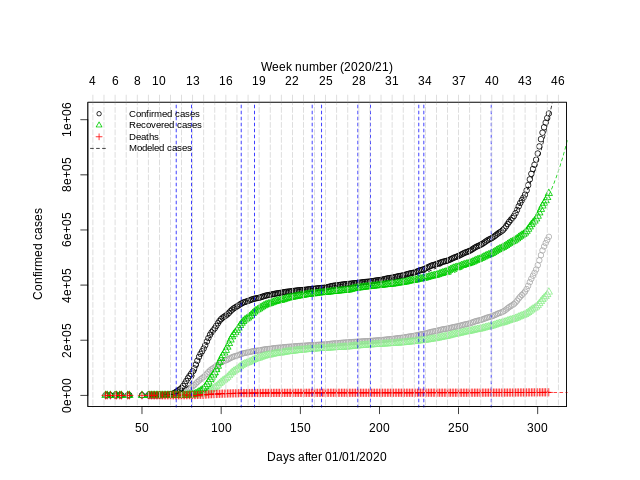 Week number (2020/21)
4 6 8 10 13 16 19 22 25 28 31 34 37 40 43 46
Confirmed cases
Recovered cases
Deaths
Modeled cases
Confirmed cases
0e+00 2e+05 4e+05 6e+05 8e+05 1e+06
50 100 150 200 250 300
Days after 01/01/2020